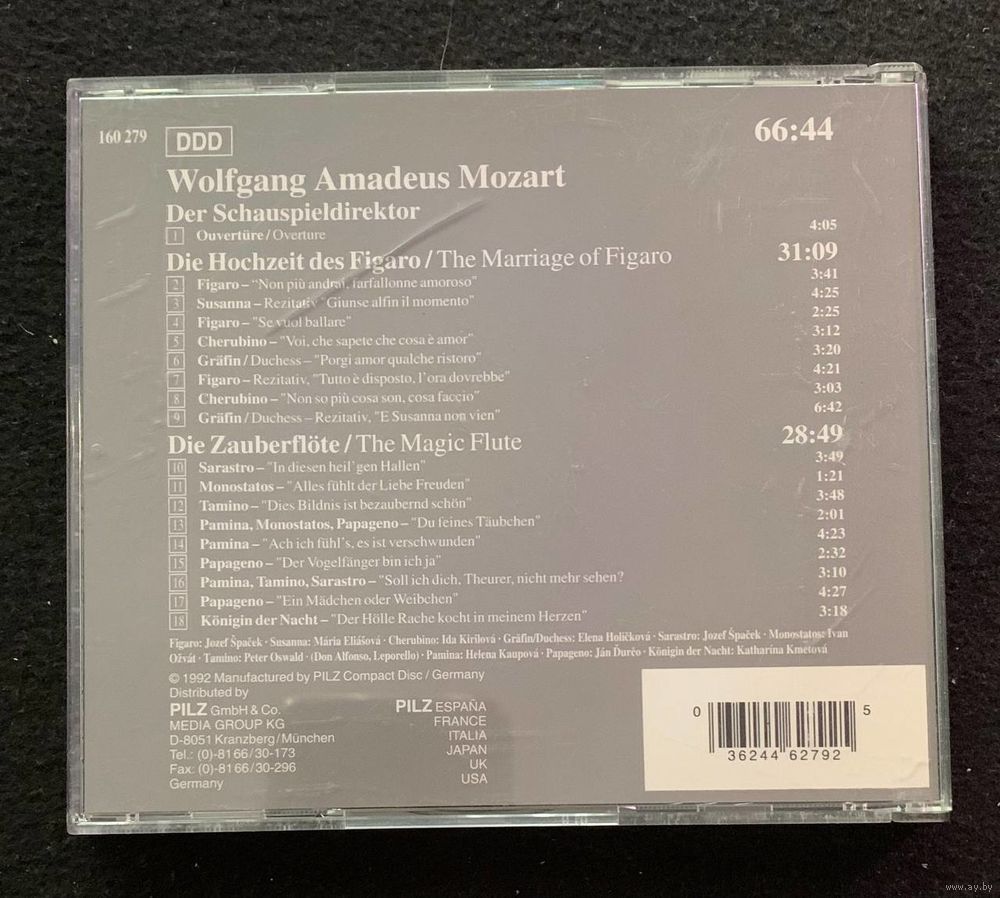 160 279 DDD 66:44
Wolfgang Amadeus Mozart
Der Schauspieldirektor
1 Ouvertüre / Overture 4:05
Die Hochzeit des Figaro / The Marriage of Figaro 31:09
2 Figaro – "Non più andrai, farfallonne amoroso" 3:41
3 Susanna – Rezitativ "Giunse alfin il momento" 4:25
4 Figaro – "Se vuol ballare" 2:25
5 Cherubino – "Voi, che sapete che cosa è amor" 3:12
6 Gräfin / Duchess – "Porgi amor qualche ristoro" 3:20
7 Figaro – Rezitativ, "Tutto è disposto, l'ora dovrebbe" 4:21
8 Cherubino – "Non so più cosa son, cosa faccio" 3:03
9 Gräfin / Duchess – Rezitativ, "E Susanna non vien" 6:42
Die Zauberflöte / The Magic Flute 28:49
10 Sarastro – "In diesen heil'gen Hallen" 3:49
11 Monostatos – "Alles fühlt der Liebe Freuden" 1:21
12 Tamino – "Dies Bildnis ist bezaubernd schön" 3:48
13 Pamina, Monostatos, Papageno – "Du feines Täubchen" 2:01
14 Pamina – "Ach ich fühl's, es ist verschwunden" 4:23
15 Papageno – "Der Vogelfänger bin ich ja" 2:32
16 Pamina, Tamino, Sarastro – "Soll ich dich, Theurer, nicht mehr sehen? 3:10
17 Papageno – "Ein Mädchen oder Weibchen" 4:27
18 Königin der Nacht – "Der Hölle Rache kocht in meinem Herzen" 3:18
Figaro: Jozef Špaček · Susanna: Mária Eliášová · Cherubino: Ida Kirilová · Gräfin/Duchess: Elena Holičková · Sarastro: Jozef Špaček · Monostatos: Ivan
Ožvát · Tamino: Peter Oswald · (Don Alfonso, Leporello) · Pamina: Helena Kaupová · Papageno: Ján Ďurčo · Königin der Nacht: Katharína Kmetová
© 1992 Manufactured by PILZ Compact Disc / Germany
Distributed by
PILZ GmbH & Co.
MEDIA GROUP KG
D-8051 Kranzberg / München
Tel.: (0)-81 66 / 30-173
Fax: (0)-81 66 / 30-296
Germany
PILZ ESPAÑA
FRANCE
ITALIA
JAPAN
UK
USA
0 36244 62792 5
www.ay.by